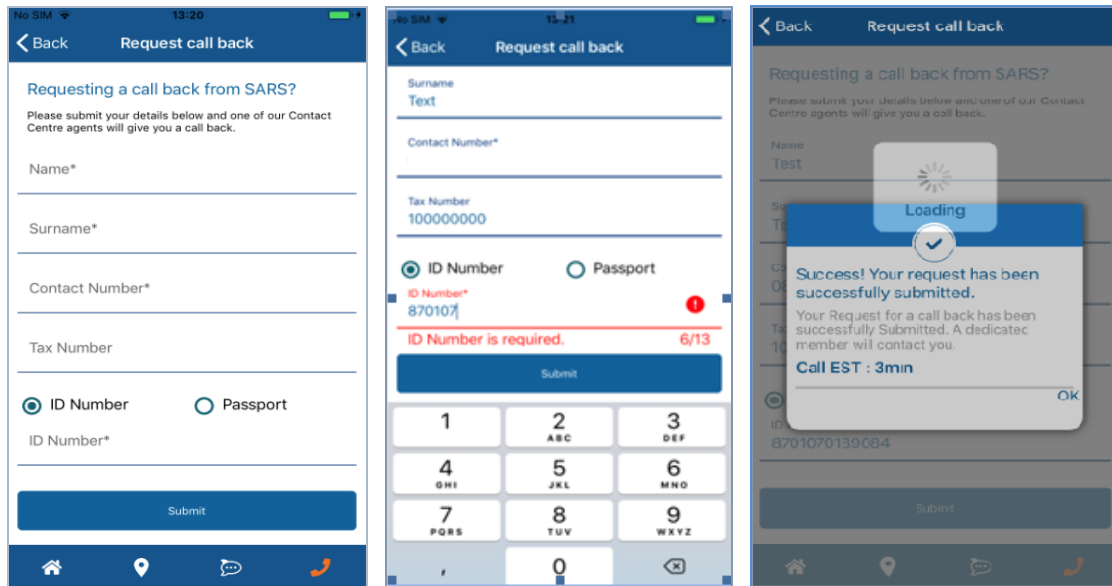 No SIM 13:20
Back Request call back
Requesting a call back from SARS?
Please submit your details below and one of our Contact
Centre agents will give you a call back.
Name*
Surname*
Contact Number*
Tax Number
ID Number Passport
ID Number*
Submit
No SIM 13:21
Back Request call back
Surname
Text
Contact Number*
Tax Number
100000000
ID Number Passport
ID Number*
870107
ID Number is required. 6/13
Submit
1 2 3
ABC DEF
4 5 6
GHI JKL MNO
7 8 9
PQRS TUV WXYZ
, 0
Back Request call back
Requesting a call back from SARS?
Please submit your details below and one of our Contact
Centre agents will give you a call back.
Name
Test
Loading
Success! Your request has been
successfully submitted.
Your Request for a call back has been
successfully Submitted. A dedicated
member will contact you.
Call EST : 3min
OK
8701070139084
Submit